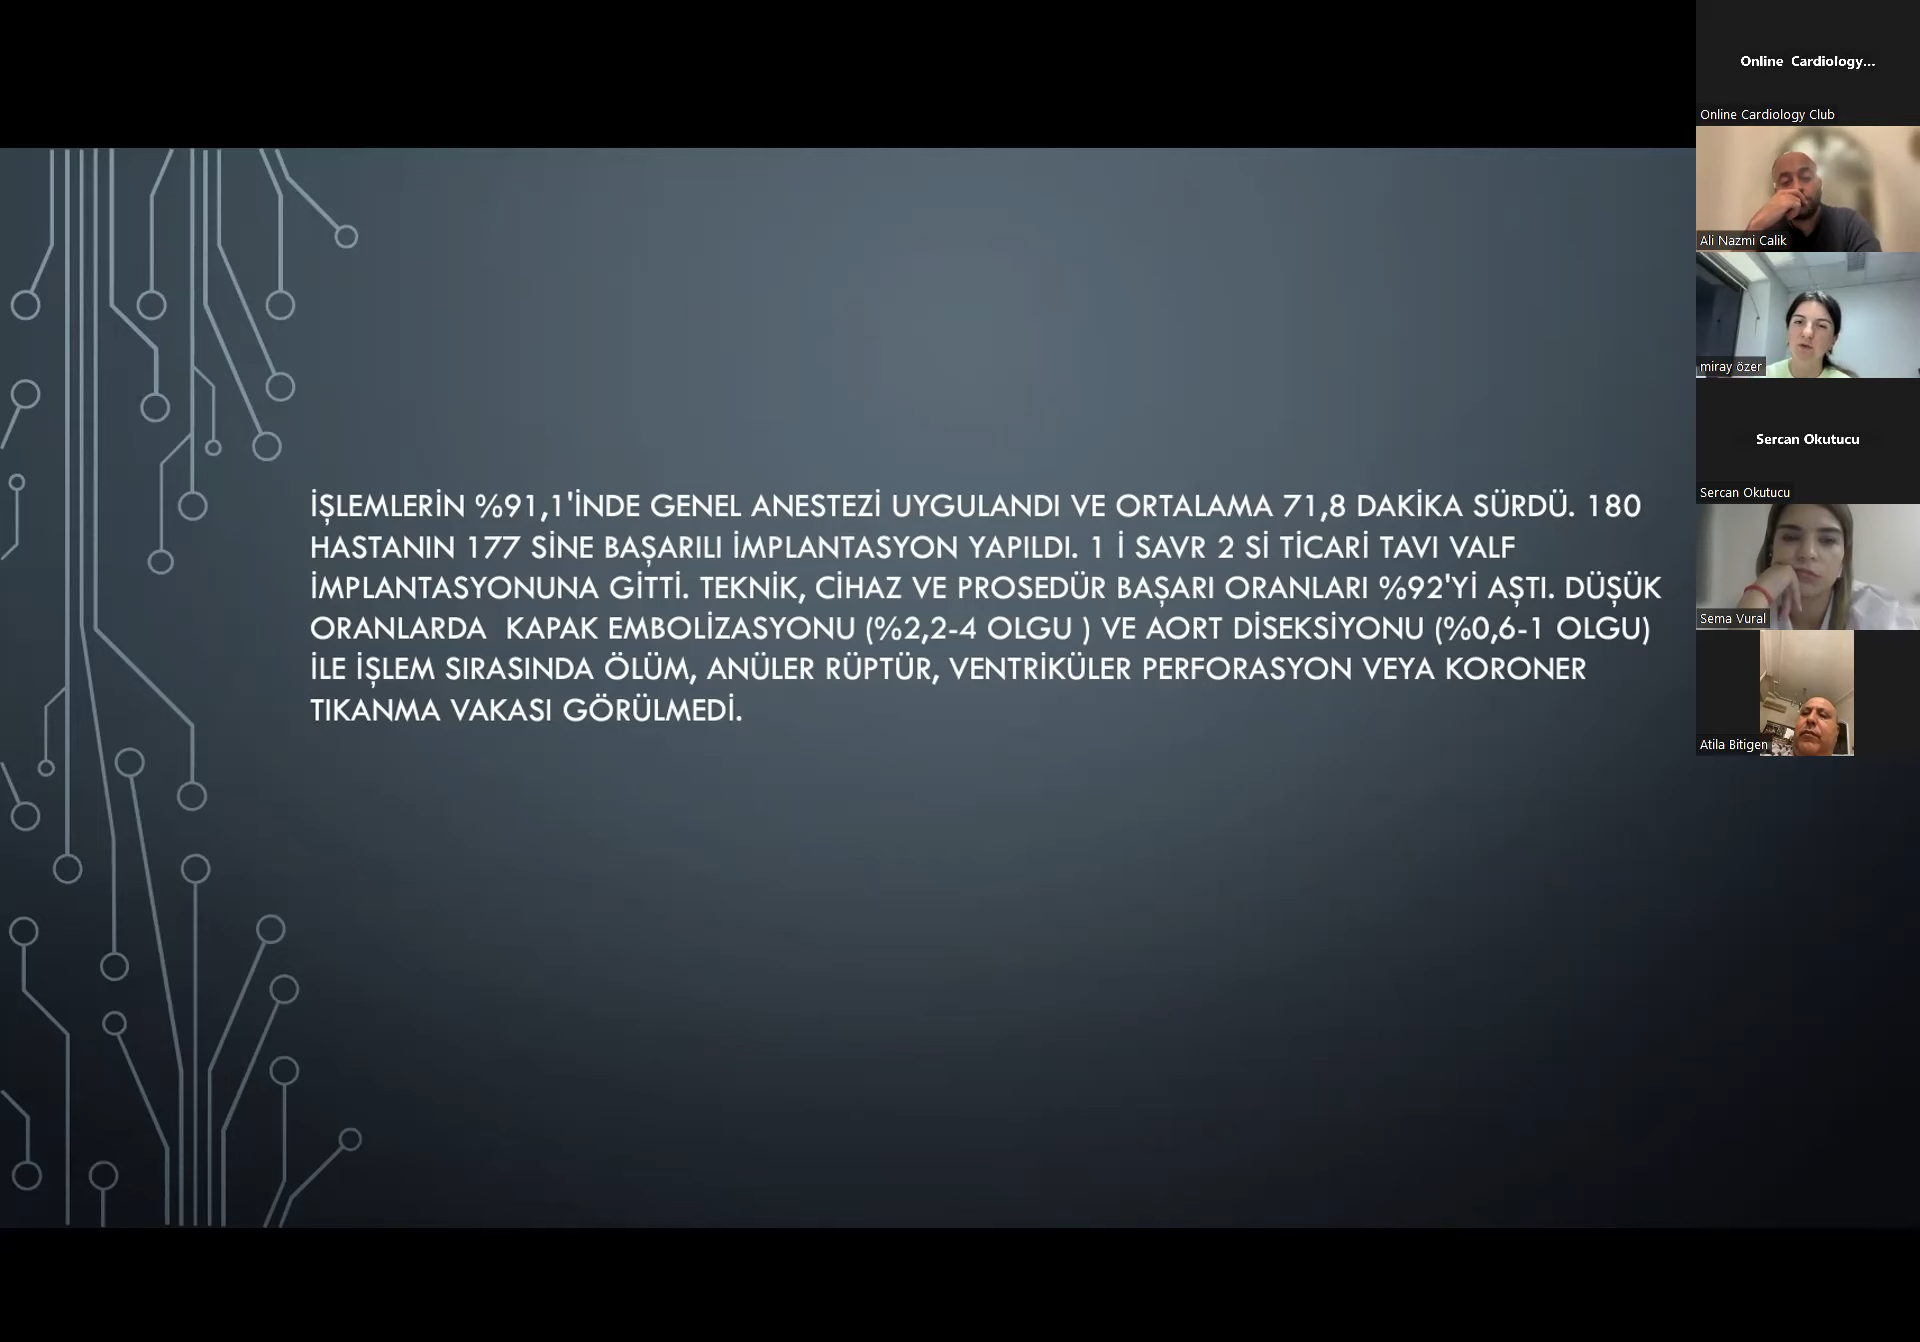 İŞLEMLERİN %91,1'İNDE GENEL ANESTEZİ UYGULANDI VE ORTALAMA 71,8 DAKİKA SÜRDÜ. 180
HASTANIN 177 SİNE BAŞARILI İMPLANTASYON YAPILDI. 1 İ SAVR 2 Sİ TİCARİ TAVI VALF
İMPLANTASYONUNA GİTTİ. TEKNİK, CİHAZ VE PROSEDÜR BAŞARI ORANLARI %92'Yİ AŞTI. DÜŞÜK
ORANLARDA  KAPAK EMBOLİZASYONU (%2,2-4 OLGU ) VE AORT DİSEKSİYONU (%0,6-1 OLGU)
İLE İŞLEM SIRASINDA ÖLÜM, ANÜLER RÜPTÜR, VENTRİKÜLER PERFORASYON VEYA KORONER
TIKANMA VAKASI GÖRÜLMEDİ.
Online  Cardiology...
Online Cardiology Club
Ali Nazmi Calik
miray özer
Sercan Okutucu
Sercan Okutucu
Sema Vural
Atila Bitigen